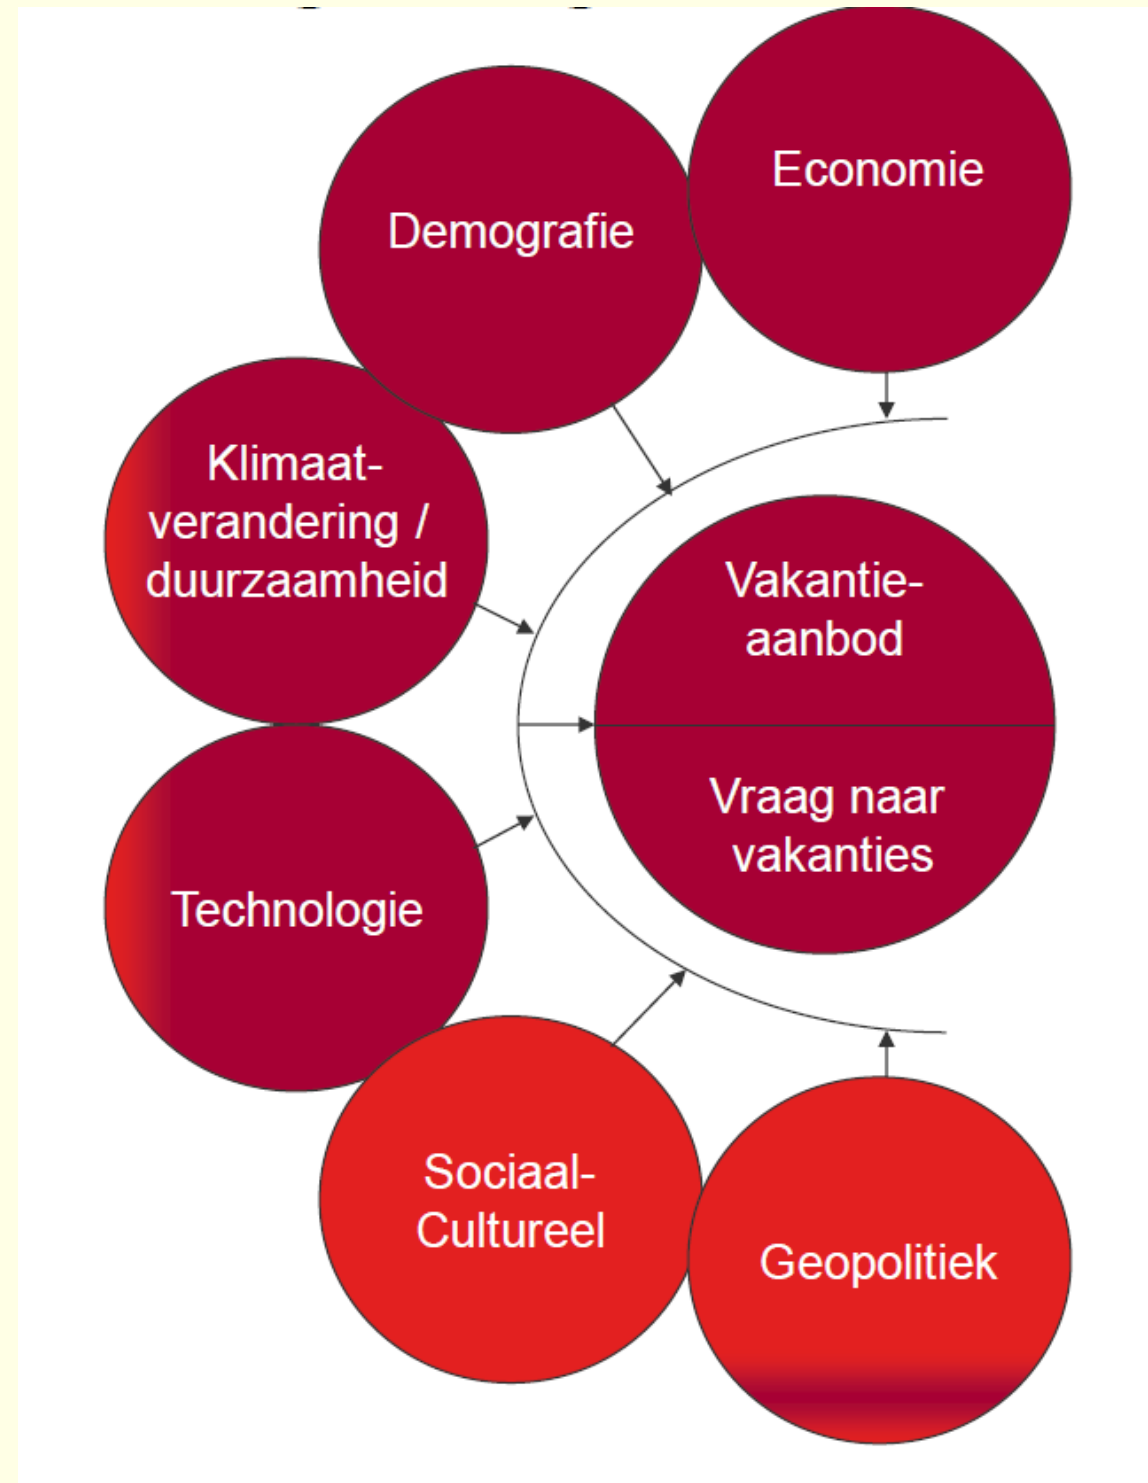 Economie
Demografie
Klimaat-
verandering /
duurzaamheid
Vakantie-
aanbod
Vraag naar
vakanties
Technologie
Sociaal-
Cultureel
Geopolitiek